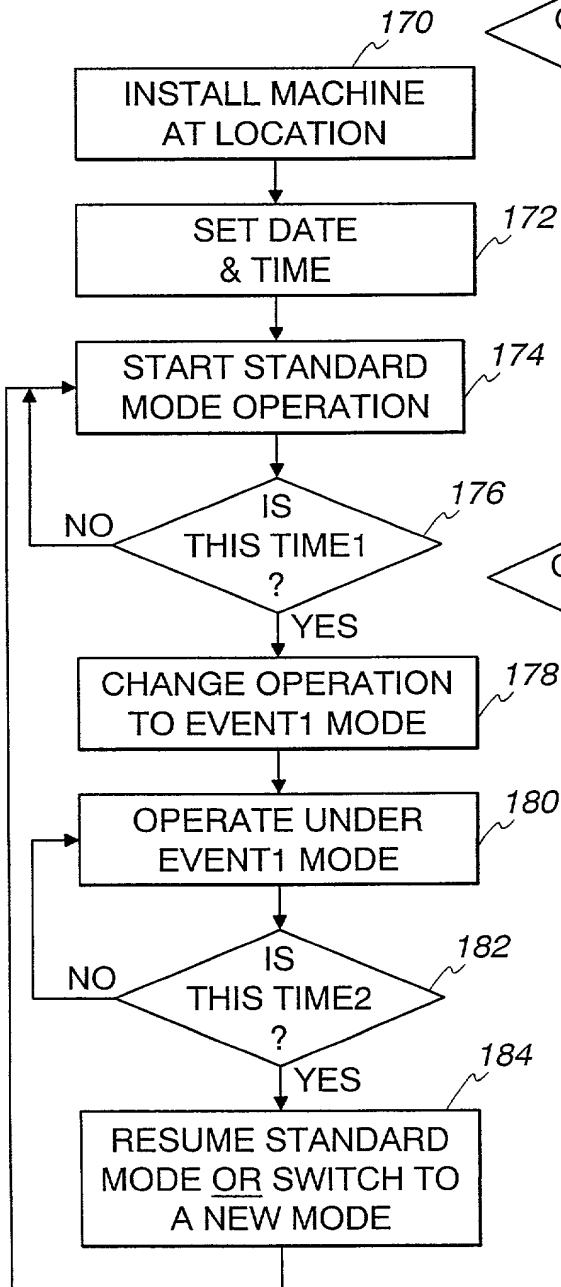 170
INSTALL MACHINE
AT LOCATION
172
SET DATE
& TIME
174
START STANDARD
MODE OPERATION
176
IS
THIS TIME1
?
NO
YES
178
CHANGE OPERATION
TO EVENT1 MODE
180
OPERATE UNDER
EVENT1 MODE
182
IS
THIS TIME2
?
NO
YES
184
RESUME STANDARD
MODE OR SWITCH TO
A NEW MODE